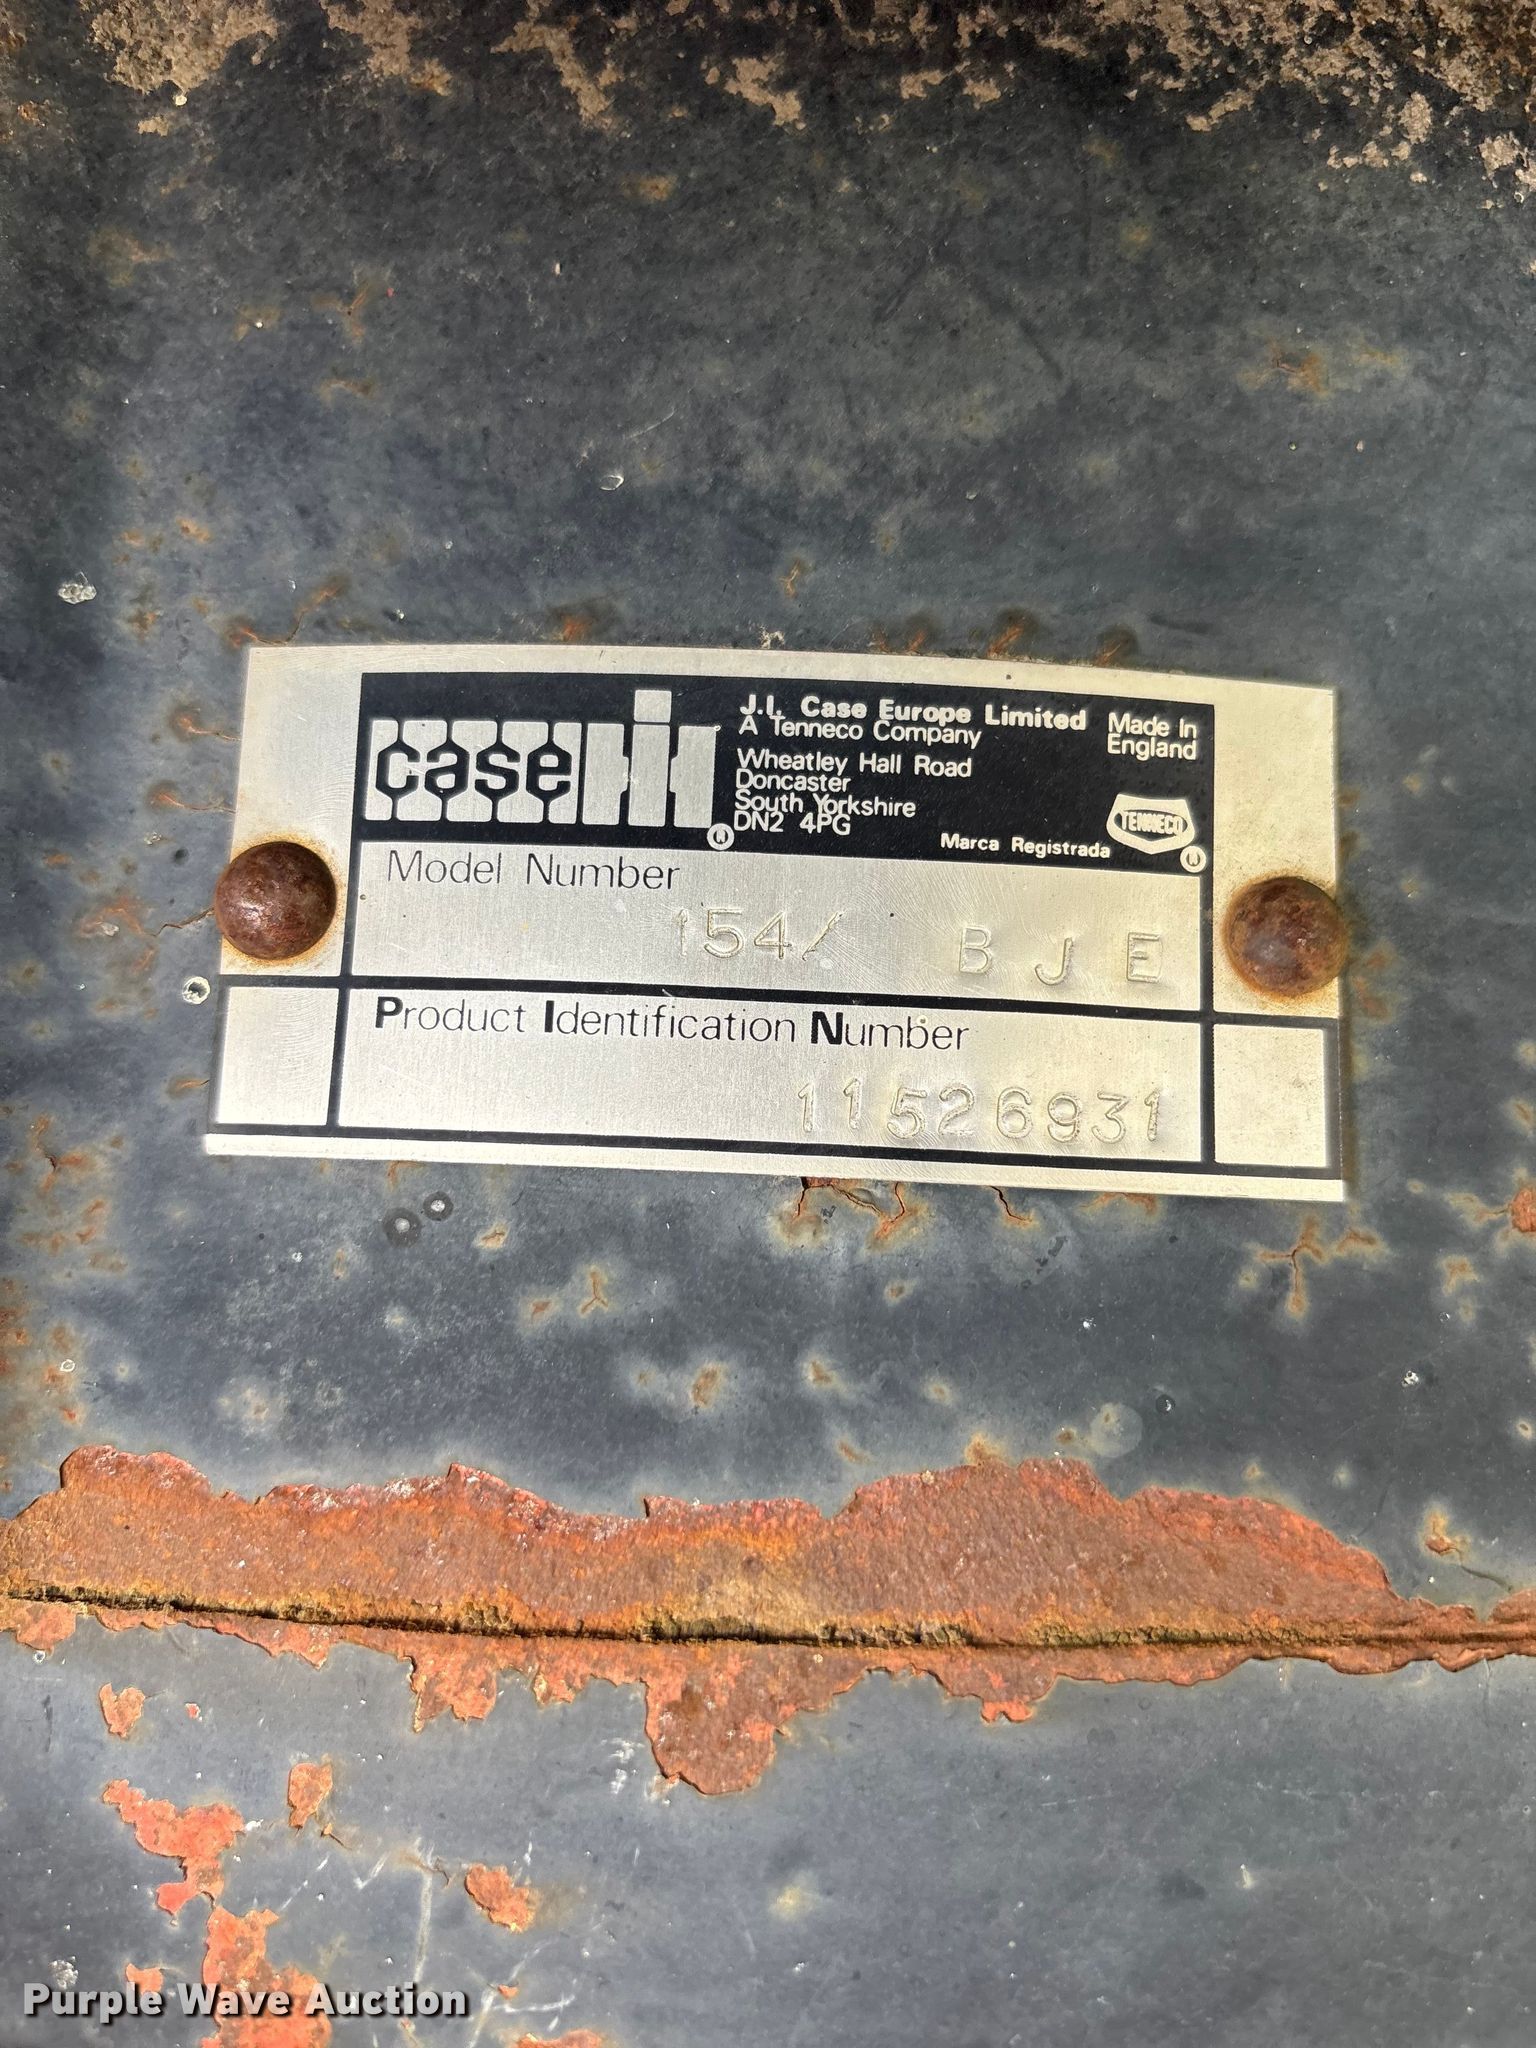 case iH
J.I. Case Europe Limited
A Tenneco Company
Wheatley Hall Road
Doncaster
South Yorkshire
DN2 4PG
Made In
England
TENNECO
Marca Registrada
Model Number
154/ B J E
Product Identification Number
11526931
Purple Wave Auction